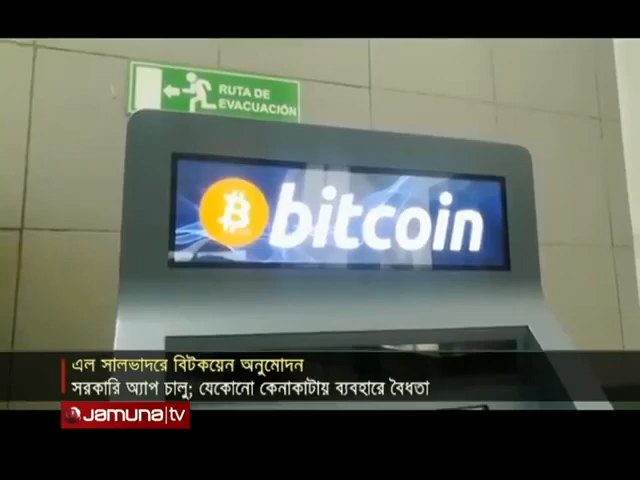 RUTA DE
EVACUACIÓN
bitcoin
এল সালভাদরে বিটকয়েন অনুমোদন
সরকারি অ্যাপ চালু; যেকোনো কেনাকাটায় ব্যবহারে বৈধতা
Jamuna tv